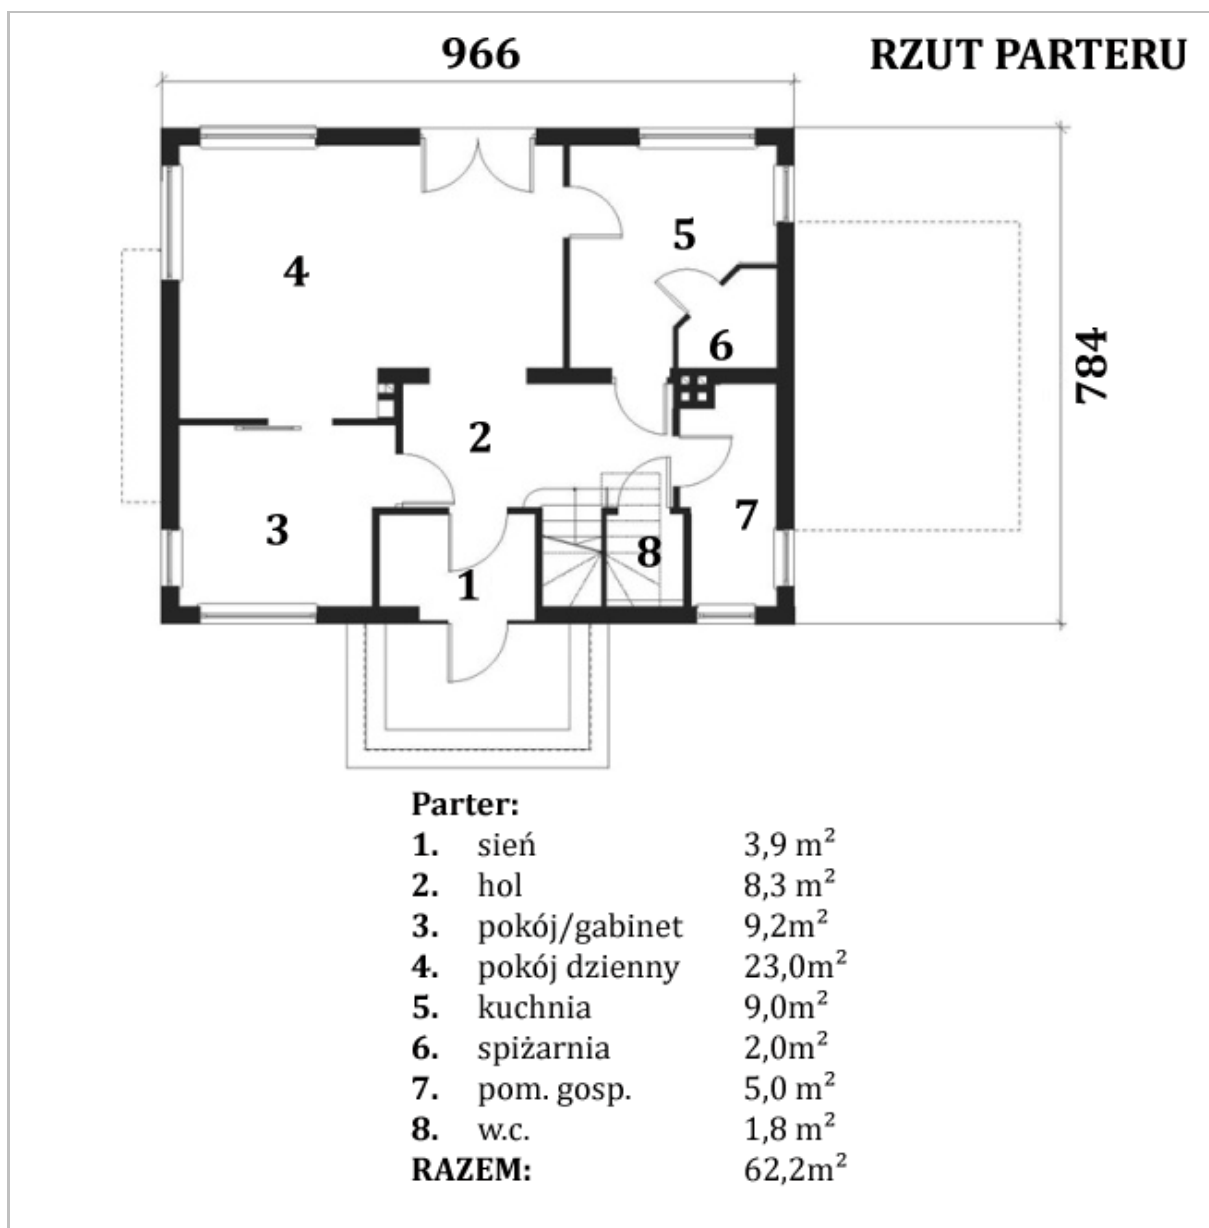 966
RZUT PARTERU
4
5
6
784
2
3
7
8
1
Parter:
1. sień 3,9 m²
2. hol 8,3 m²
3. pokój/gabinet 9,2m²
4. pokój dzienny 23,0m²
5. kuchnia 9,0m²
6. spiżarnia 2,0m²
7. pom. gosp. 5,0 m²
8. w.c. 1,8 m²
RAZEM: 62,2m²